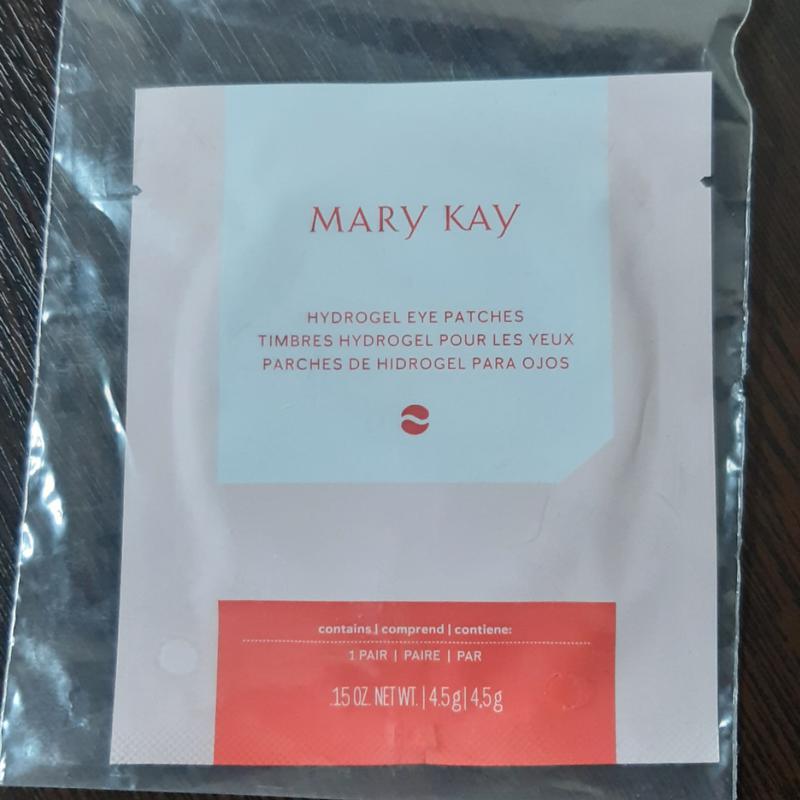 MARY KAY
HYDROGEL EYE PATCHES
TIMBRES HYDROGEL POUR LES YEUX
PARCHES DE HIDROGEL PARA OJOS
contains | comprend | contiene:
1 PAIR | PAIRE | PAR
.15 OZ. NET WT. | 4.5 g | 4,5 g